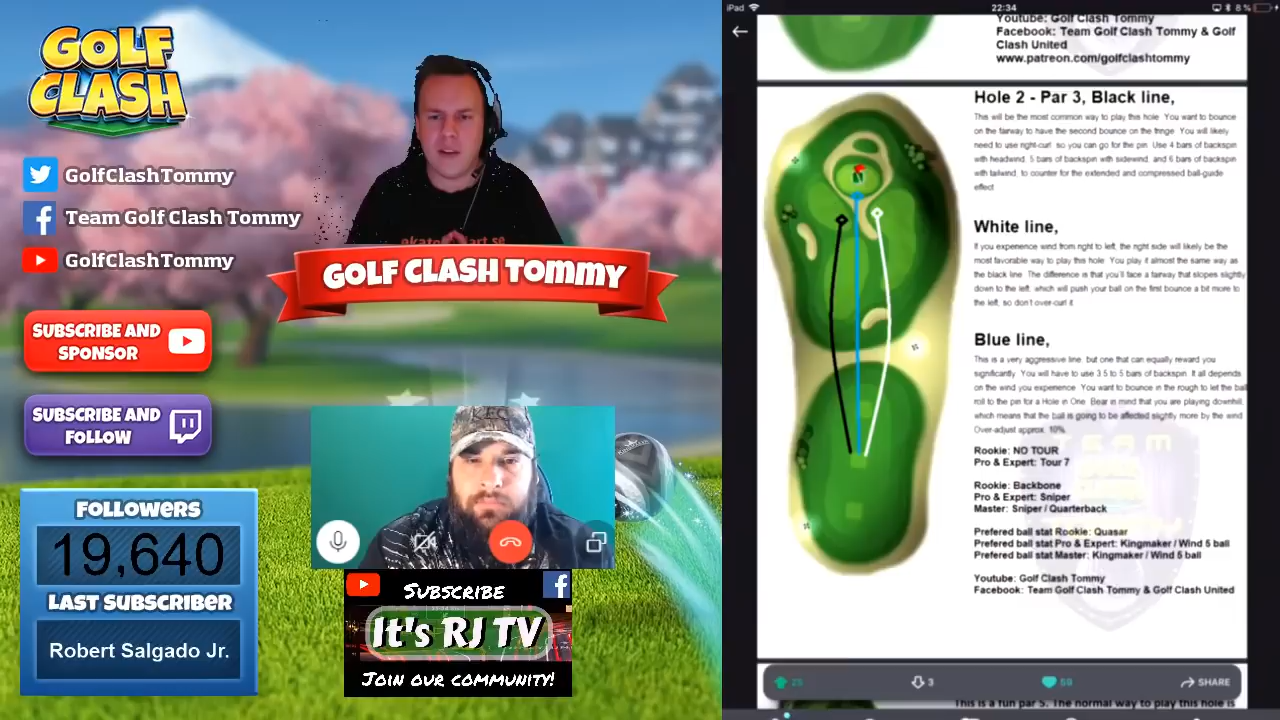 GOLF
CLASH
GolfClashTommy
Team Golf Clash Tommy
GolfClashTommy
SUBSCRIBE AND
SPONSOR
SUBSCRIBE AND
FOLLOW
FOLLOWERS
19,640
LAST SUBSCRIBER
Robert Salgado Jr.
GOLF CLASH TOMMY
SUBSCRIBE
It's RJ TV
JOIN OUR COMMUNITY!
iPad
22:34
8 %
Youtube: Golf Clash Tommy
Facebook: Team Golf Clash Tommy & Golf
Clash United
www.patreon.com/golfclashtommy
Hole 2 - Par 3, Black line,
This will be the most common way to play this hole. You want to bounce
on the fairway to have the second bounce on the fringe. You will likely
need to use right-curl, so you can go for the pin. Use 4 bars of backspin
with headwind, 5 bars of backspin with sidewind, and 6 bars of backspin
with tailwind, to counter for the extended and compressed ball-guide
effect
White line,
If you experience wind from right to left, the right side will likely be the
most favorable way to play this hole. You play it almost the same way as
the black line. The difference is that you'll face a fairway that slopes slightly
down to the left, which will push your ball on the first bounce a bit more to
the left, so don't over-curl it
Blue line,
This is a very aggressive line, but one that can equally reward you
significantly. You will have to use 3.5 to 5 bars of backspin. It all depends
on the wind you experience. You want to bounce in the rough to let the ball
roll to the pin for a Hole in One. Bear in mind that you are playing downhill,
which means that the ball is going to be affected slightly more by the wind.
Over-adjust approx. 10%.
Rookie: NO TOUR
Pro & Expert: Tour 7
Rookie: Backbone
Pro & Expert: Sniper
Master: Sniper / Quarterback
Prefered ball stat Rookie: Quasar
Prefered ball stat Pro & Expert: Kingmaker / Wind 5 ball
Prefered ball stat Master: Kingmaker / Wind 5 ball
Youtube: Golf Clash Tommy
Facebook: Team Golf Clash Tommy & Golf Clash United
25
3
59
SHARE
This is a fun par 5. The normal way to play this hole is